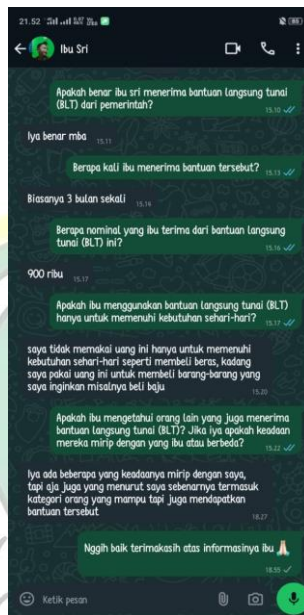 21.52
Ibu Sri
Apakah benar ibu sri menerima bantuan langsung tunai
(BLT) dari pemerintah?
15.10
Iya benar mba
15.11
Berapa kali ibu menerima bantuan tersebut?
15.13
Biasanya 3 bulan sekali
15.14
Berapa nominal yang ibu terima dari bantuan langsung
tunai (BLT) ini?
15.16
900 ribu
15.17
Apakah ibu menggunakan bantuan langsung tunai (BLT)
hanya untuk memenuhi kebutuhan sehari-hari?
15.17
saya tidak memakai uang ini hanya untuk memenuhi
kebutuhan sehari-hari seperti membeli beras, kadang
saya pakai uang ini untuk membeli barang-barang yang
saya inginkan misalnya beli baju
15.20
Apakah ibu mengetahui orang lain yang juga menerima
bantuan langsung tunai (BLT)? Jika iya apakah keadaan
mereka mirip dengan yang ibu atau berbeda?
15.22
Iya ada beberapa yang keadaanya mirip dengan saya,
tapi aja juga yang menurut saya sebenarnya termasuk
kategori orang yang mampu tapi juga mendapatkan
bantuan tersebut
18.27
Nggih baik terimakasih atas informasinya ibu 🙏
18.55
Ketik pesan